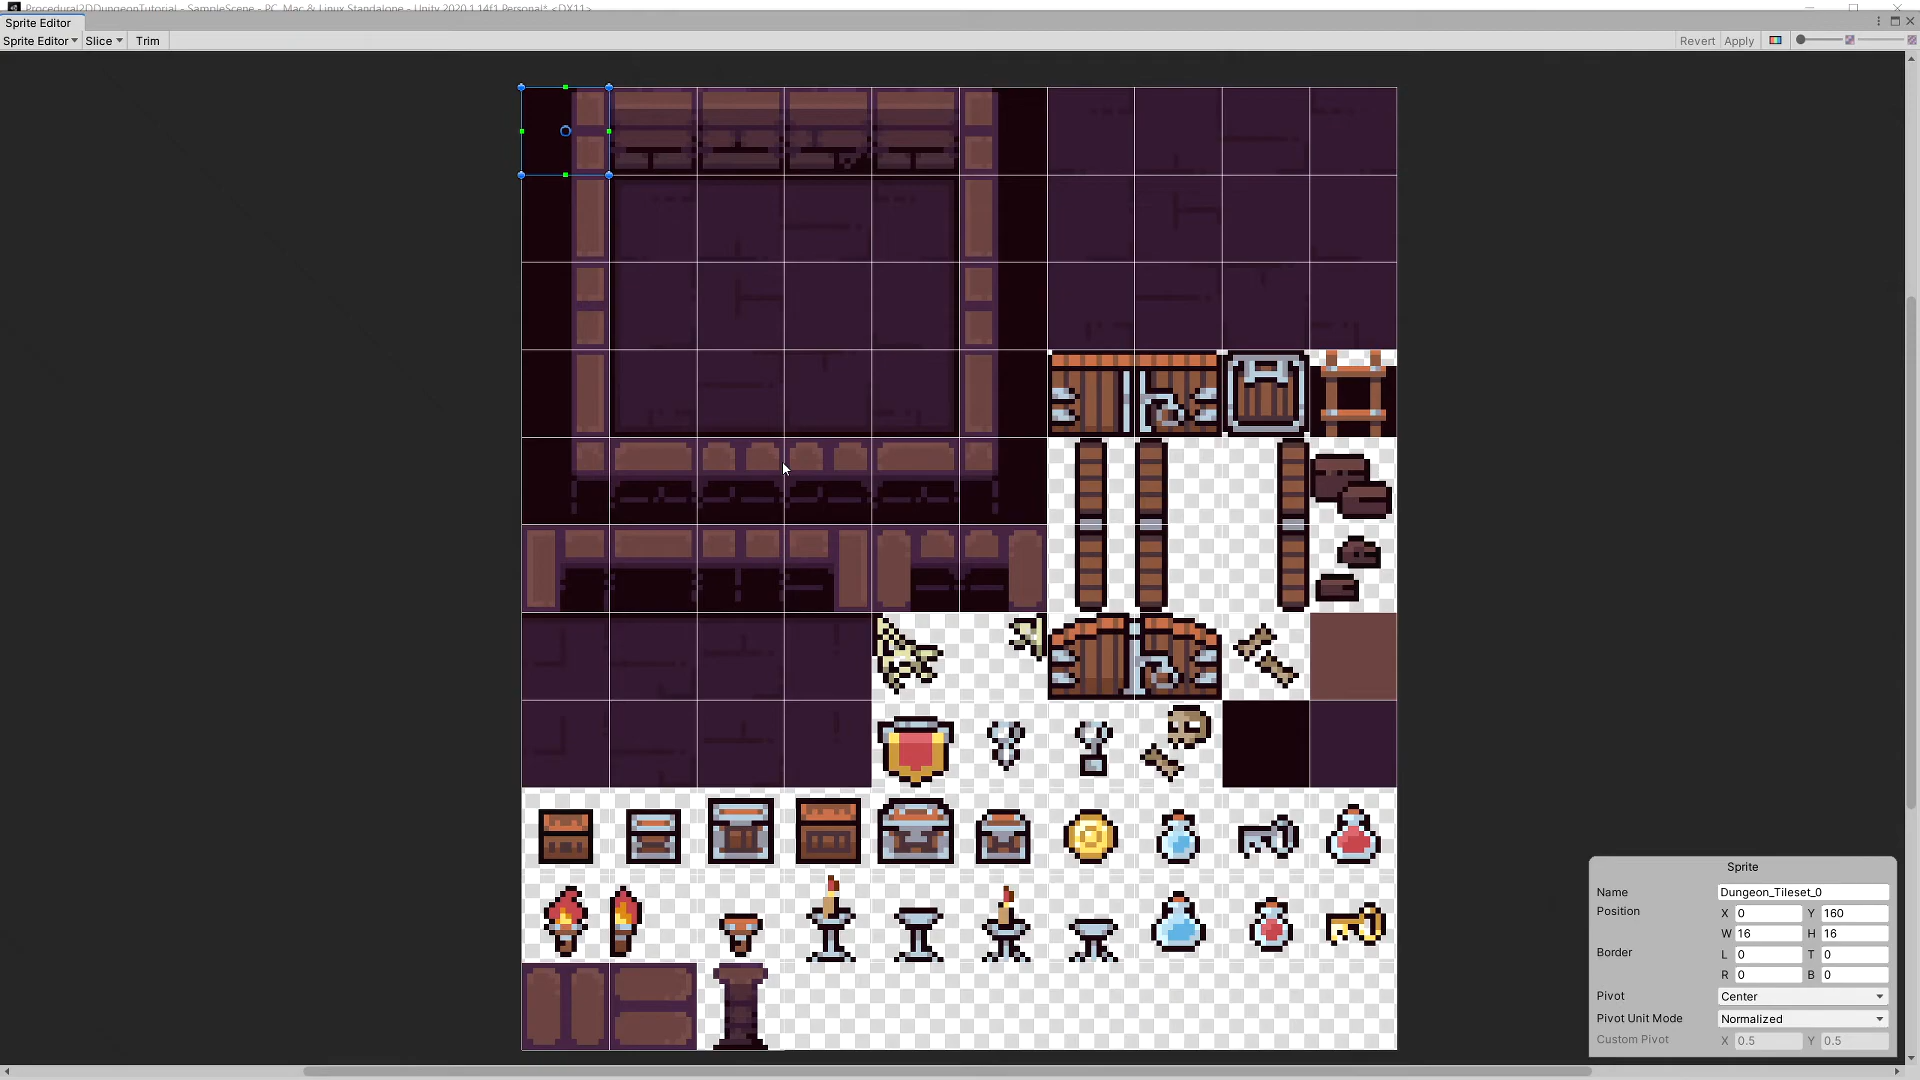 Procedural2DDungeonTutorial - SampleScene - PC, Mac & Linux Standalone - Unity 2020.1.14f1 Personal* <DX11>
Sprite Editor
Sprite Editor Slice Trim Revert Apply
Sprite
Name Dungeon_Tileset_0
Position X 0 Y 160
W 16 H 16
Border L 0 T 0
R 0 B 0
Pivot Center
Pivot Unit Mode Normalized
Custom Pivot X 0.5 Y 0.5